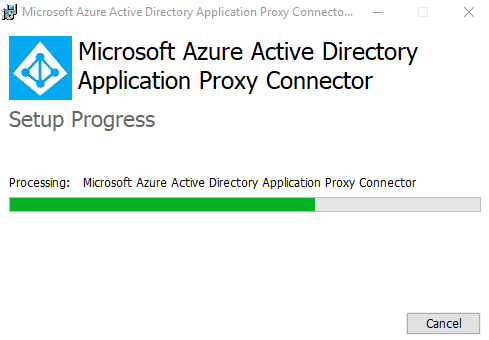 Microsoft Azure Active Directory Application Proxy Connecto...
Microsoft Azure Active Directory
Application Proxy Connector
Setup Progress
Processing: Microsoft Azure Active Directory Application Proxy Connector
Cancel